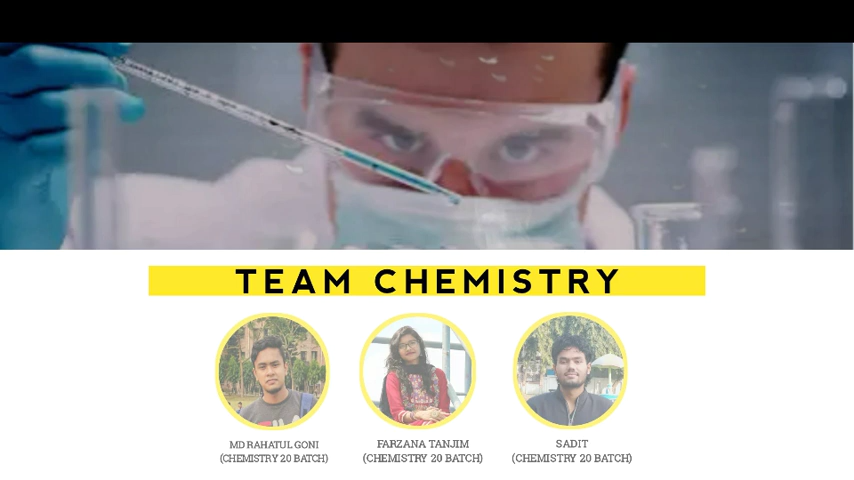 TEAM CHEMISTRY
MD RAHATUL GONI
(CHEMISTRY 20 BATCH)
FARZANA TANJIM
(CHEMISTRY 20 BATCH)
SADIT
(CHEMISTRY 20 BATCH)